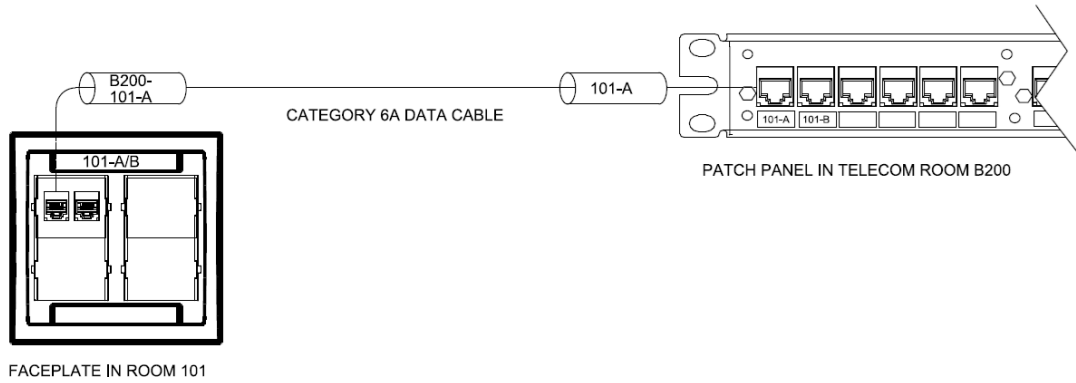 B200-
101-A
101-A
CATEGORY 6A DATA CABLE
101-A
101-B
101-A/B
PATCH PANEL IN TELECOM ROOM B200
FACEPLATE IN ROOM 101